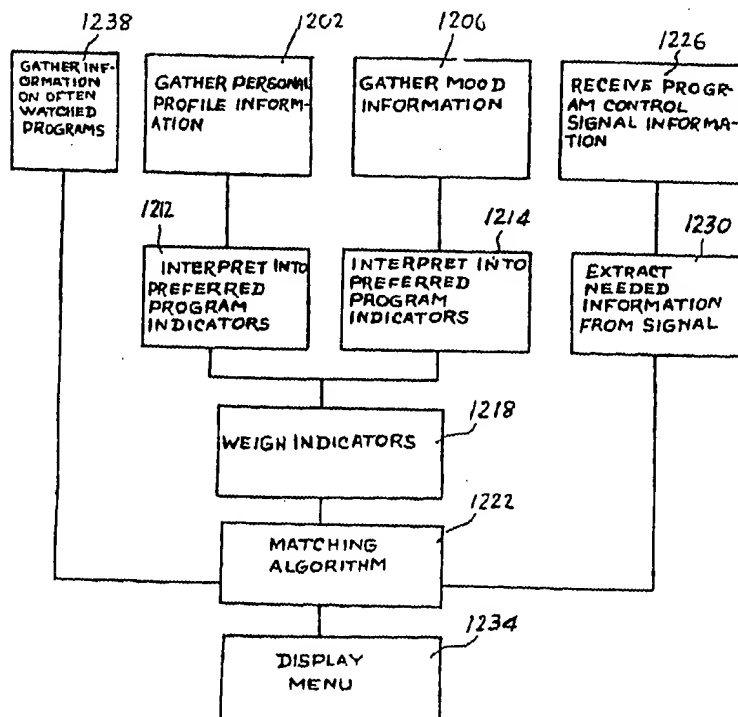 1238
1202
1206
1226
GATHER INF-
ORMATION
ON OFTEN
WATCHED
PROGRAMS
GATHER PERSONAL
PROFILE INFORM-
ATION
GATHER MOOD
INFORMATION
RECEIVE PROGR-
AM CONTROL
SIGNAL INFORMA-
TION
1212
1214
1230
INTERPRET INTO
PREFERRED
PROGRAM
INDICATORS
INTERPRET INTO
PREFERRED
PROGRAM
INDICATORS
EXTRACT
NEEDED
INFORMATION
FROM SIGNAL
1218
WEIGH INDICATORS
1222
MATCHING
ALGORITHM
1234
DISPLAY
MENU